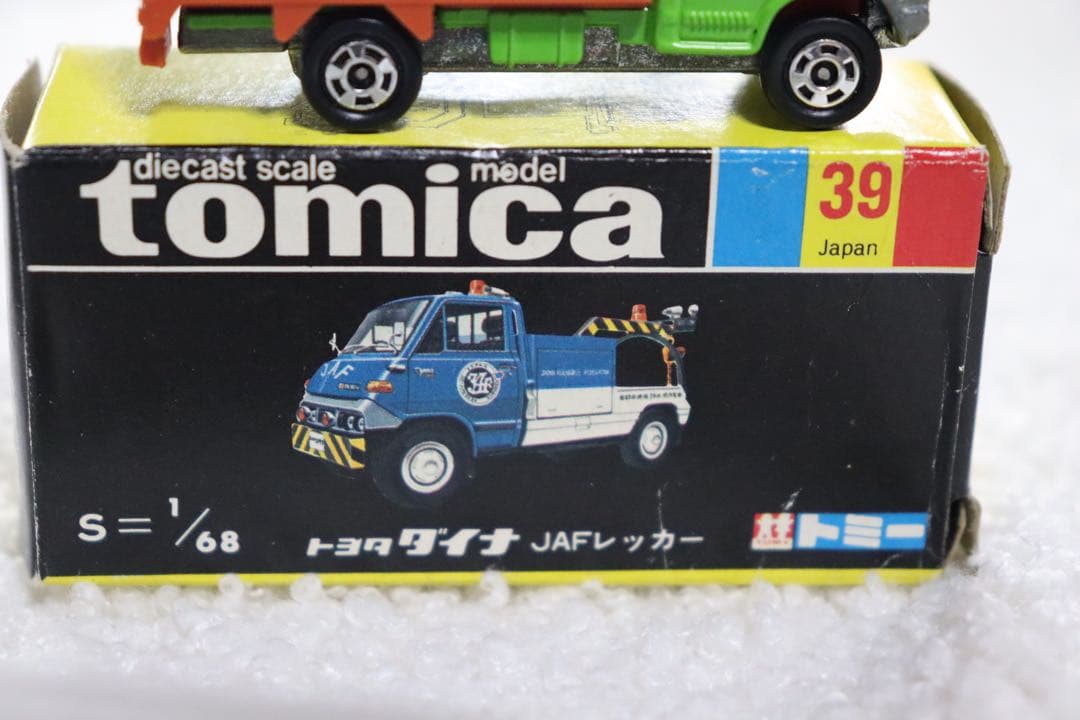 diecast scale model
tomica
39
Japan
JAF
S=1/68
トヨタ ダイナ JAFレッカー
トミー